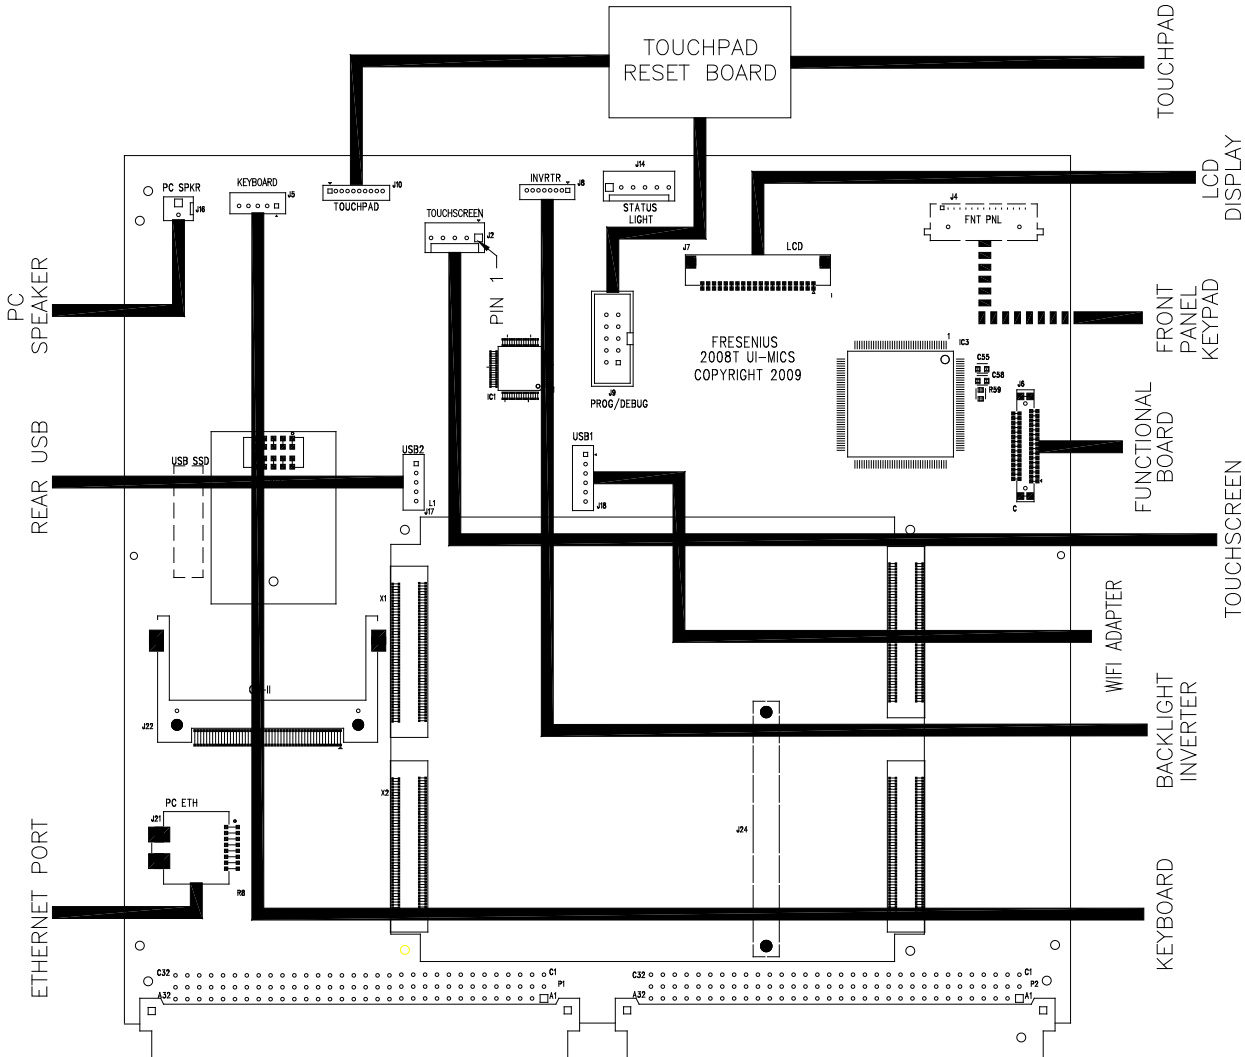 TOUCHPAD
RESET BOARD
TOUCHPAD
LCD
DISPLAY
PC SPKR
J16
KEYBOARD
J5
J10
TOUCHPAD
INVRTR
J8
J14
STATUS
LIGHT
TOUCHSCREEN
J2
PIN 1
J7
LCD
J4
FNT PNL
PC
SPEAKER
FRONT
PANEL
KEYPAD
FRESENIUS
2008T UI-MICS
COPYRIGHT 2009
1
IC3
IC1
J9
PROG/DEBUG
C55
C58
R59
J6
C
FUNCTIONAL
BOARD
REAR USB
USB SSD
USB2
L1
J17
USB1
J18
TOUCHSCREEN
X1
WIFI ADAPTER
J22
BACKLIGHT
INVERTER
X2
PC ETH
J21
R8
J24
ETHERNET PORT
KEYBOARD
C32
C1
P1
A32
A1
C32
C1
P2
A32
A1